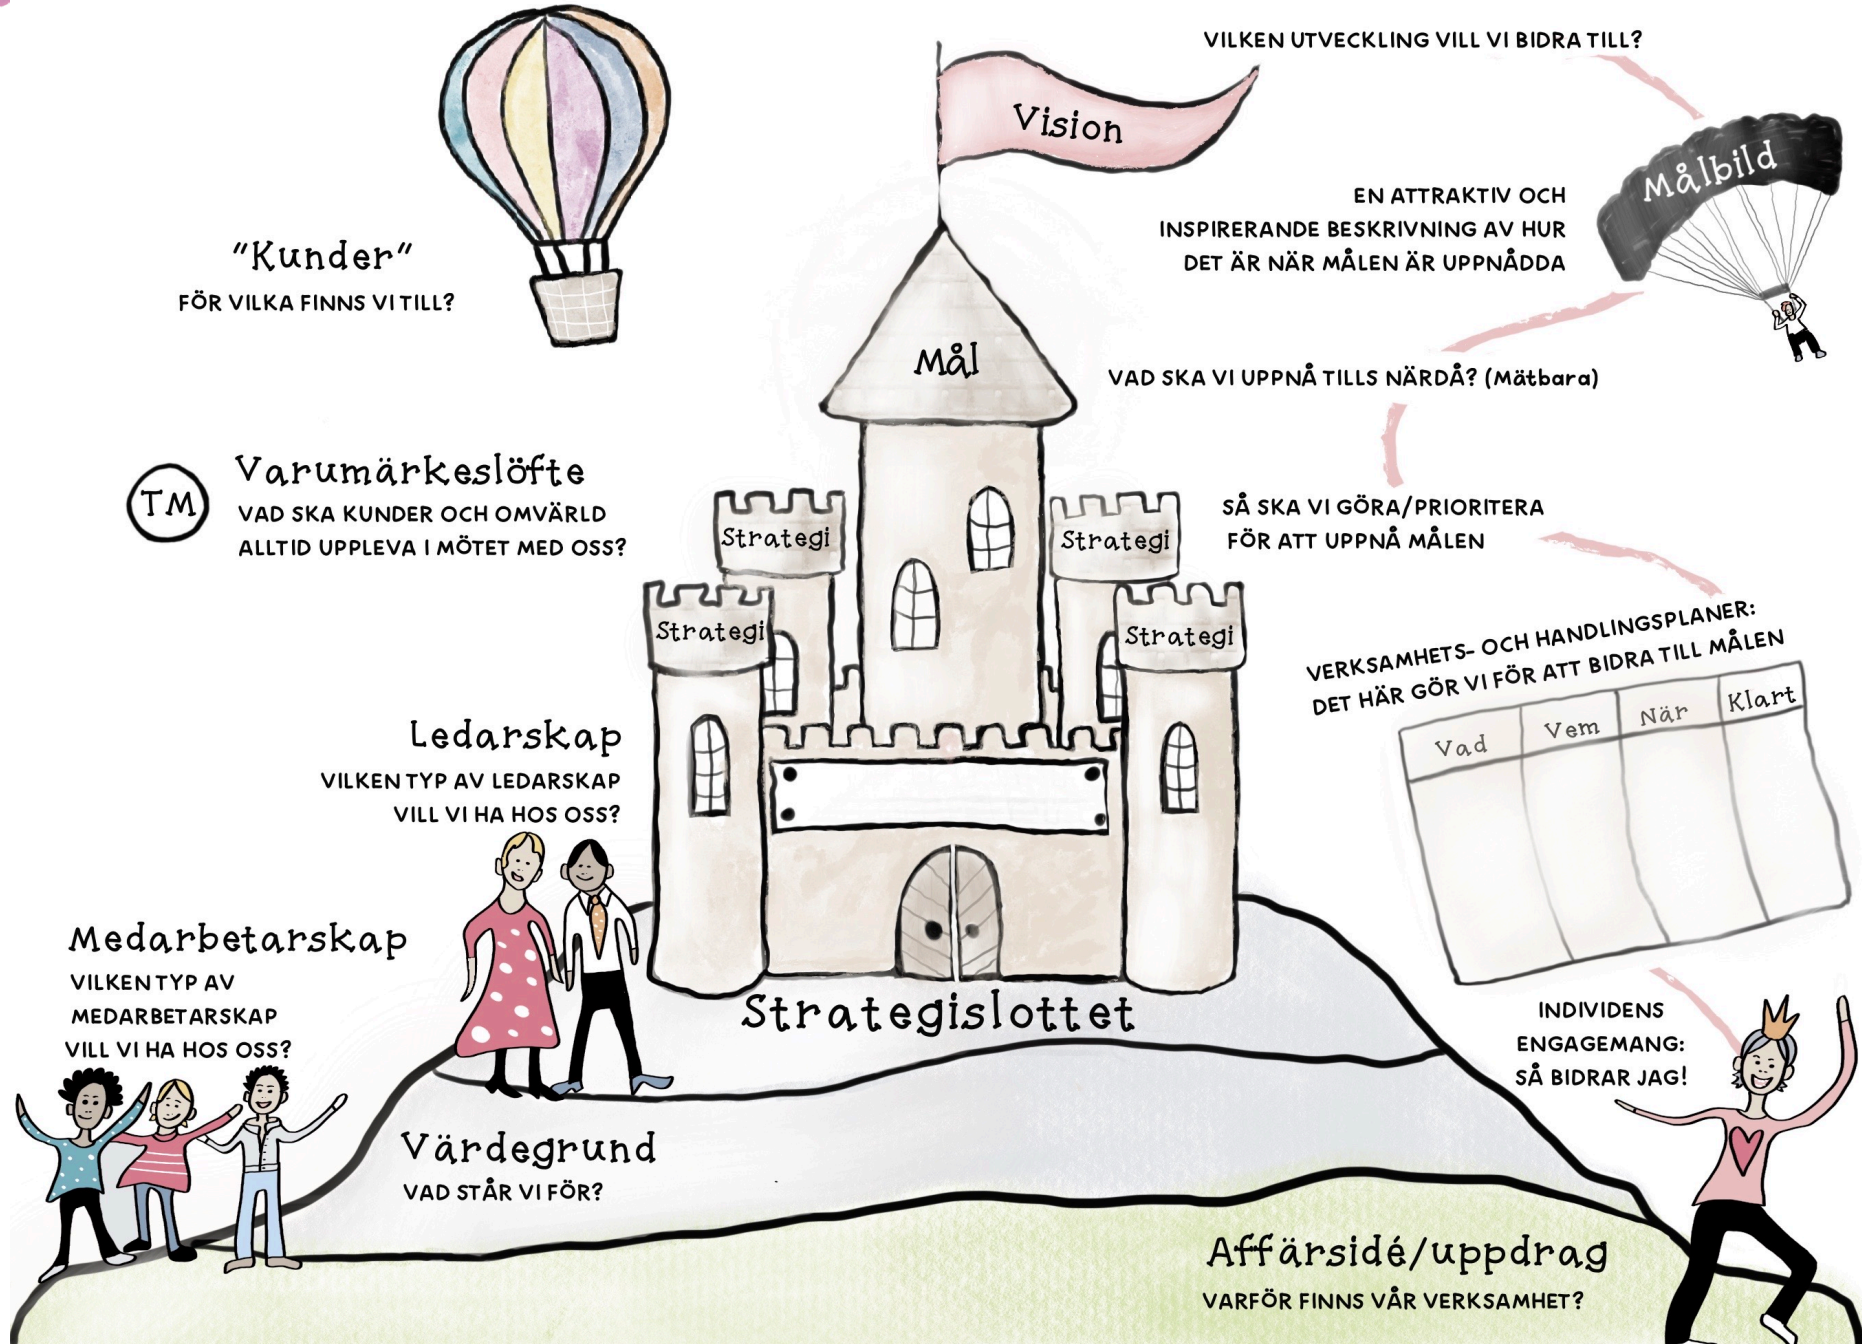 VILKEN UTVECKLING VILL VI BIDRA TILL?
Vision
Målbild
EN ATTRAKTIV OCH
INSPIRERANDE BESKRIVNING AV HUR
DET ÄR NÄR MÅLEN ÄR UPPNÅDDA
"Kunder"
FÖR VILKA FINNS VI TILL?
Mål
VAD SKA VI UPPNÅ TILLS NÄRDÅ? (Mätbara)
TM
Varumärkeslöfte
VAD SKA KUNDER OCH OMVÄRLD
ALLTID UPPLEVA I MÖTET MED OSS?
Strategi
Strategi
Strategi
Strategi
SÅ SKA VI GÖRA/PRIORITERA
FÖR ATT UPPNÅ MÅLEN
VERKSAMHETS- OCH HANDLINGSPLANER:
DET HÄR GÖR VI FÖR ATT BIDRA TILL MÅLEN
Vad Vem När Klart
Ledarskap
VILKEN TYP AV LEDARSKAP
VILL VI HA HOS OSS?
Medarbetarskap
VILKEN TYP AV
MEDARBETARSKAP
VILL VI HA HOS OSS?
Strategislottet
INDIVIDENS
ENGAGEMANG:
SÅ BIDRAR JAG!
Värdegrund
VAD STÅR VI FÖR?
Affärsidé/uppdrag
VARFÖR FINNS VÅR VERKSAMHET?